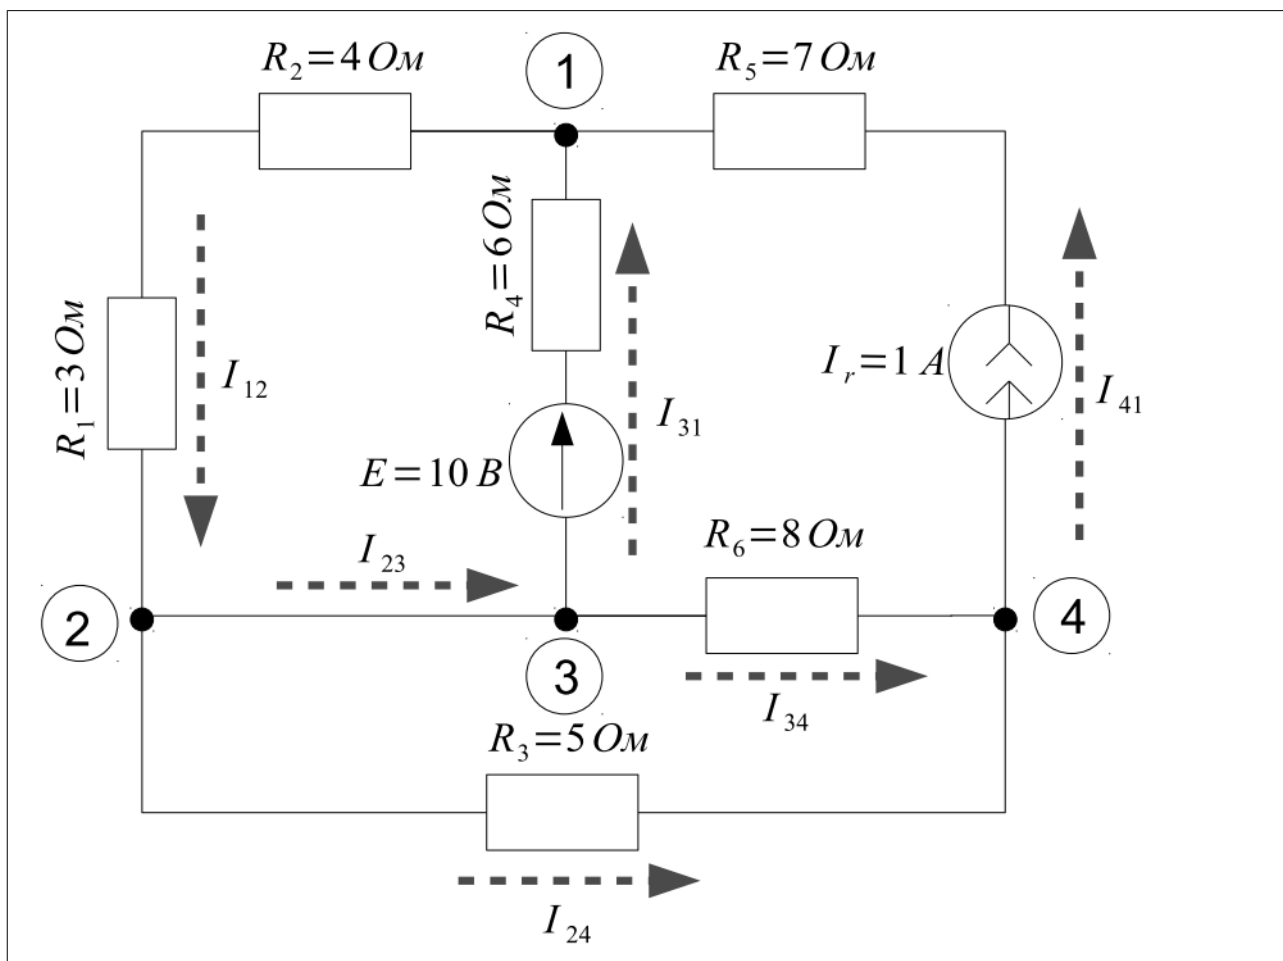 R₂=4 Ом
1
R₅=7 Ом
R₄=6 Ом
R₁=3 Ом
I₁₂
I₃₁
Iᵣ=1 А
I₄₁
E=10 В
I₂₃
R₆=8 Ом
2
3
4
I₃₄
R₃=5 Ом
I₂₄